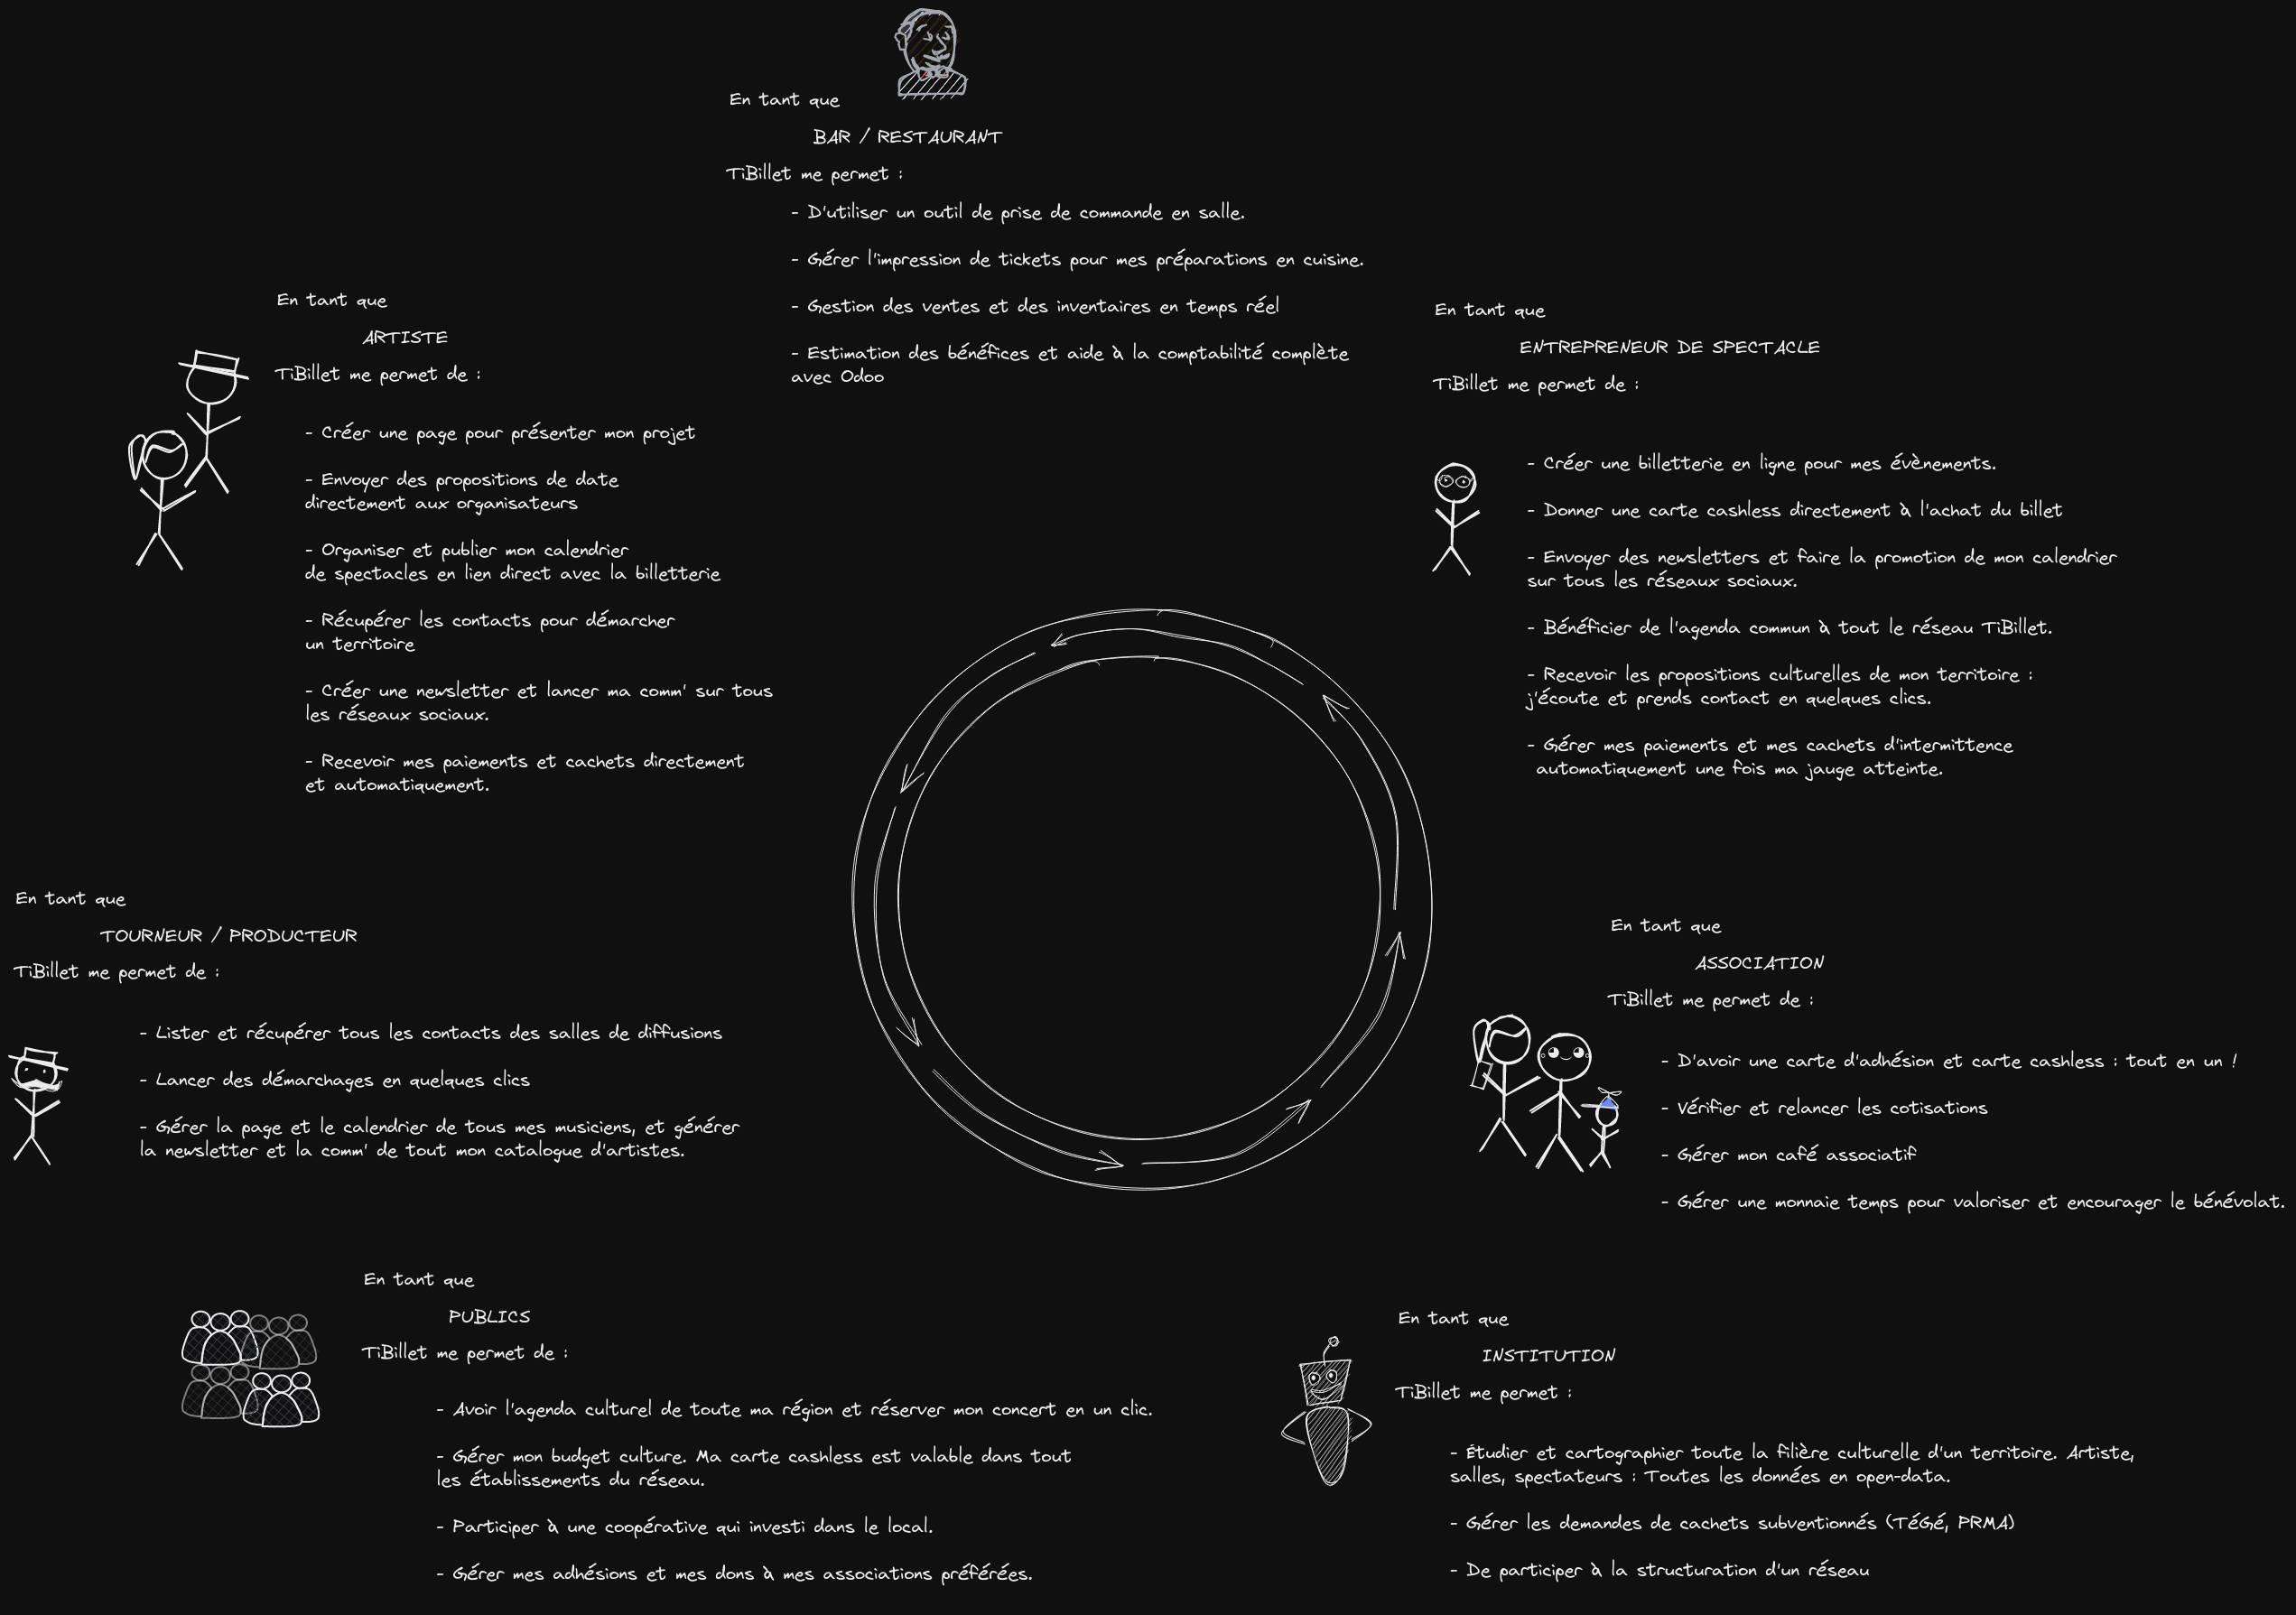 En tant que
BAR / RESTAURANT
TiBillet me permet :
- D'utiliser un outil de prise de commande en salle.
- Gérer l'impression de tickets pour mes préparations en cuisine.
- Gestion des ventes et des inventaires en temps réel
- Estimation des bénéfices et aide à la comptabilité complète
avec Odoo
En tant que
ARTISTE
TiBillet me permet de :
- Créer une page pour présenter mon projet
- Envoyer des propositions de date
directement aux organisateurs
- Organiser et publier mon calendrier
de spectacles en lien direct avec la billetterie
- Récupérer les contacts pour démarcher
un territoire
- Créer une newsletter et lancer ma comm' sur tous
les réseaux sociaux.
- Recevoir mes paiements et cachets directement
et automatiquement.
En tant que
ENTREPRENEUR DE SPECTACLE
TiBillet me permet de :
- Créer une billetterie en ligne pour mes évènements.
- Donner une carte cashless directement à l'achat du billet
- Envoyer des newsletters et faire la promotion de mon calendrier
sur tous les réseaux sociaux.
- Bénéficier de l'agenda commun à tout le réseau TiBillet.
- Recevoir les propositions culturelles de mon territoire :
j'écoute et prends contact en quelques clics.
- Gérer mes paiements et mes cachets d'intermittence
automatiquement une fois ma jauge atteinte.
En tant que
TOURNEUR / PRODUCTEUR
TiBillet me permet de :
- Lister et récupérer tous les contacts des salles de diffusions
- Lancer des démarchages en quelques clics
- Gérer la page et le calendrier de tous mes musiciens, et générer
la newsletter et la comm' de tout mon catalogue d'artistes.
En tant que
ASSOCIATION
TiBillet me permet de :
- D'avoir une carte d'adhésion et carte cashless : tout en un !
- Vérifier et relancer les cotisations
- Gérer mon café associatif
- Gérer une monnaie temps pour valoriser et encourager le bénévolat.
En tant que
PUBLICS
TiBillet me permet de :
- Avoir l'agenda culturel de toute ma région et réserver mon concert en un clic.
- Gérer mon budget culture. Ma carte cashless est valable dans tout
les établissements du réseau.
- Participer à une coopérative qui investi dans le local.
- Gérer mes adhésions et mes dons à mes associations préférées.
En tant que
INSTITUTION
TiBillet me permet :
- Étudier et cartographier toute la filière culturelle d'un territoire. Artiste,
salles, spectateurs : Toutes les données en open-data.
- Gérer les demandes de cachets subventionnés (TéGé, PRMA)
- De participer à la structuration d'un réseau